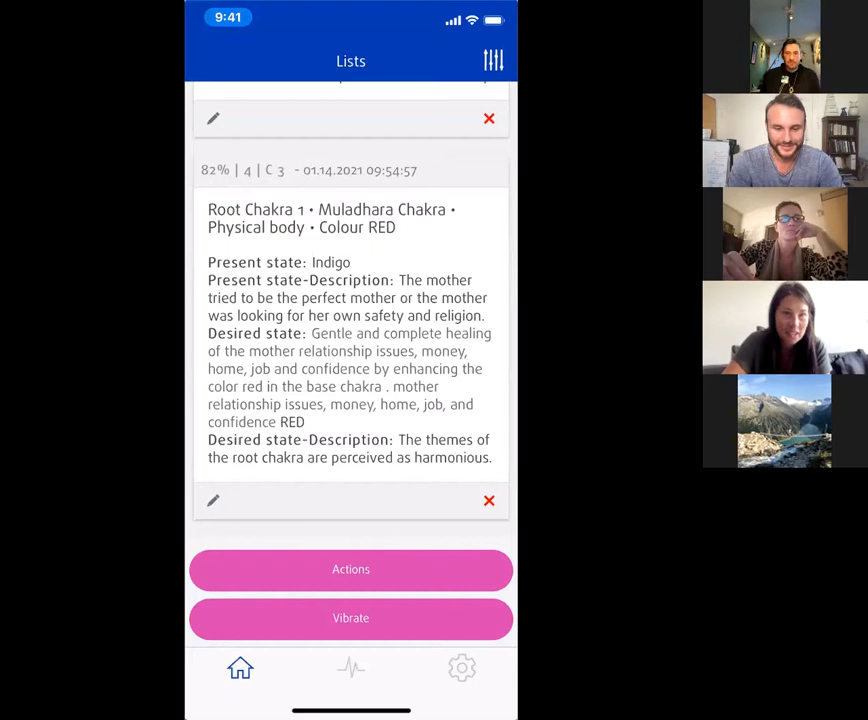 9:41
Lists
82% | 4 | C 3 - 01.14.2021 09:54:57
Root Chakra 1 • Muladhara Chakra •
Physical body • Colour RED
Present state: Indigo
Present state-Description: The mother
tried to be the perfect mother or the mother
was looking for her own safety and religion.
Desired state: Gentle and complete healing
of the mother relationship issues, money,
home, job and confidence by enhancing the
color red in the base chakra . mother
relationship issues, money, home, job, and
confidence RED
Desired state-Description: The themes of
the root chakra are perceived as harmonious.
Actions
Vibrate